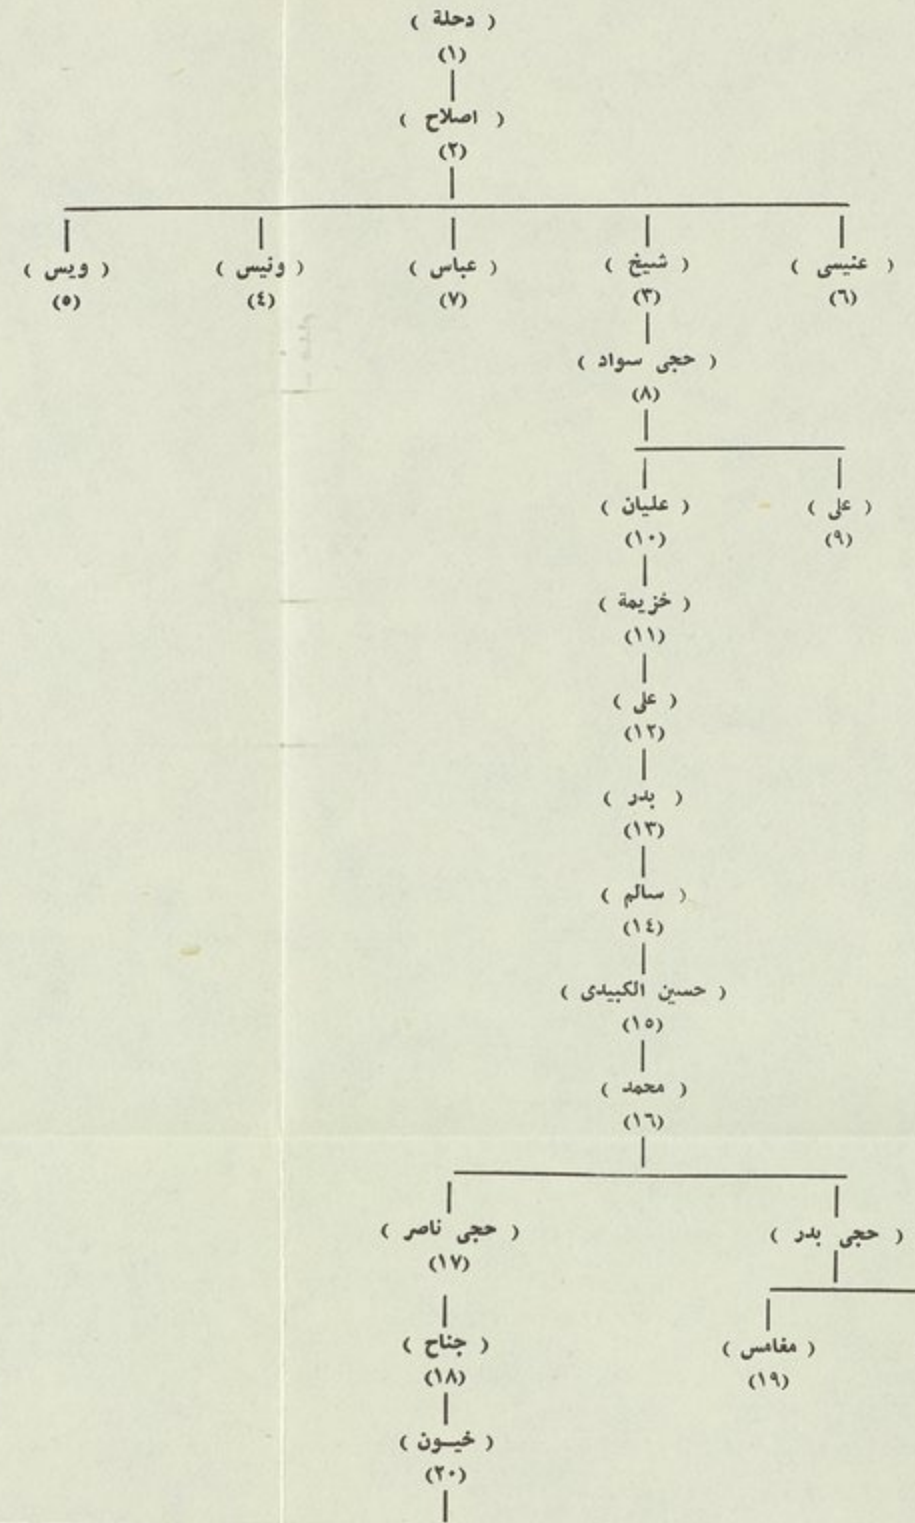 ( دحلة )
(١)
( اصلاح )
(٢)
( عنيسى ) ( شيخ ) ( عباس ) ( ونيس ) ( ويس )
(٦) (٣) (٧) (٤) (٥)
( حجى سواد )
(٨)
( على ) ( عليان )
(٩) (١٠)
( خزيمة )
(١١)
( على )
(١٢)
( بدر )
(١٣)
( سالم )
(١٤)
( حسين الكبيدى )
(١٥)
( محمد )
(١٦)
( حجى بدر ) ( حجى ناصر )
(١٧)
( مغامس ) ( جناح )
(١٩) (١٨)
( خيـون )
(٢٠)